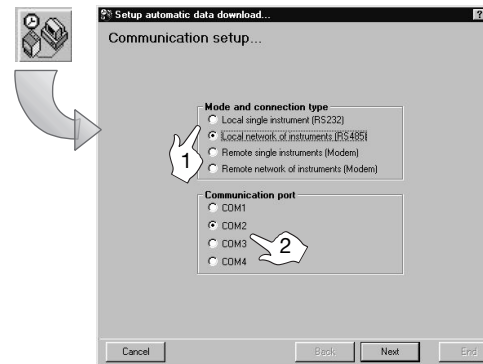 Setup automatic data download...
?
Communication setup...
Mode and connection type
Local single instrument (RS232)
Local network of instruments (RS485)
Remote single instruments (Modem)
Remote network of instruments (Modem)
1
Communication port
COM1
COM2
COM3
COM4
2
Cancel
Back
Next
End